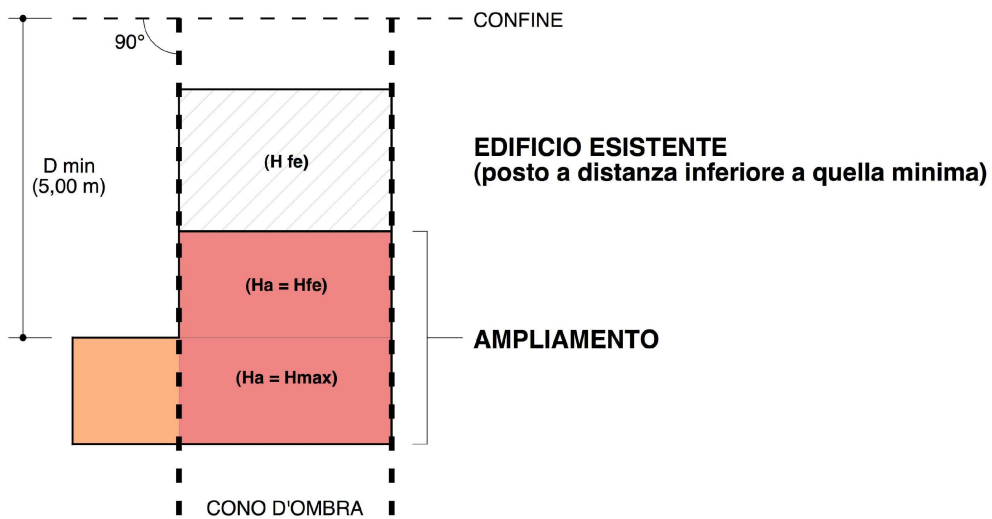 CONFINE
90°
D min
(5,00 m)
(H fe)
EDIFICIO ESISTENTE
(posto a distanza inferiore a quella minima)
(Ha = Hfe)
AMPLIAMENTO
(Ha = Hmax)
CONO D'OMBRA